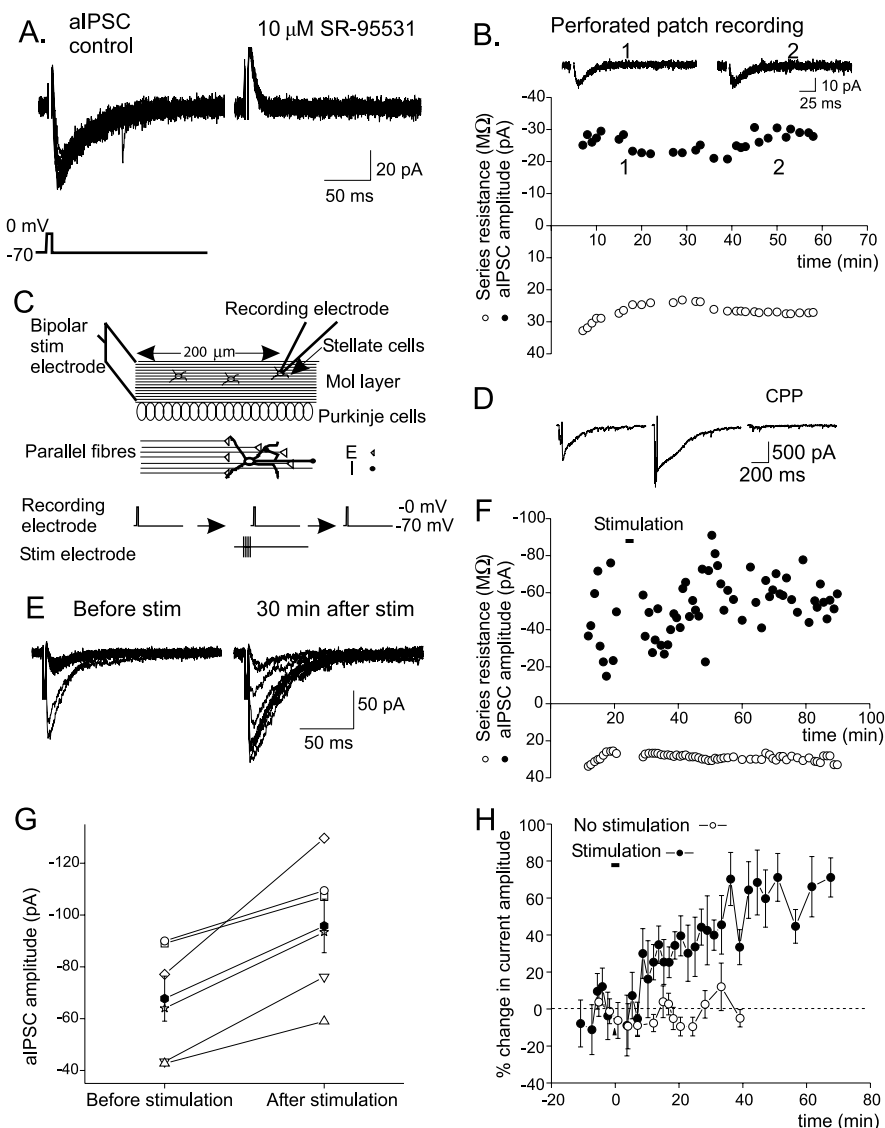 A.
aIPSC
control
10 µM SR-95531
20 pA
50 ms
0 mV
-70
B.
Perforated patch recording
1
2
10 pA
25 ms
Series resistance (MΩ)
aIPSC amplitude (pA)
-40
-30
-20
-10
0
10
20
30
40
1
2
10 20 30 40 50 60 70
time (min)
C
Recording electrode
Bipolar
stim
electrode
200 µm
Stellate cells
Mol layer
Purkinje cells
Parallel fibres
E
I
Recording
electrode
-0 mV
-70 mV
Stim electrode
D
CPP
500 pA
200 ms
E
Before stim
30 min after stim
50 pA
50 ms
F
Stimulation
Series resistance (MΩ)
aIPSC amplitude (pA)
-100
-80
-60
-40
-20
0
20
40
20 40 60 80 100
time (min)
G
aIPSC amplitude (pA)
-120
-100
-80
-60
-40
Before stimulation
After stimulation
H
No stimulation
Stimulation
% change in current amplitude
100
80
60
40
20
0
-20
-40
-20 0 20 40 60 80
time (min)